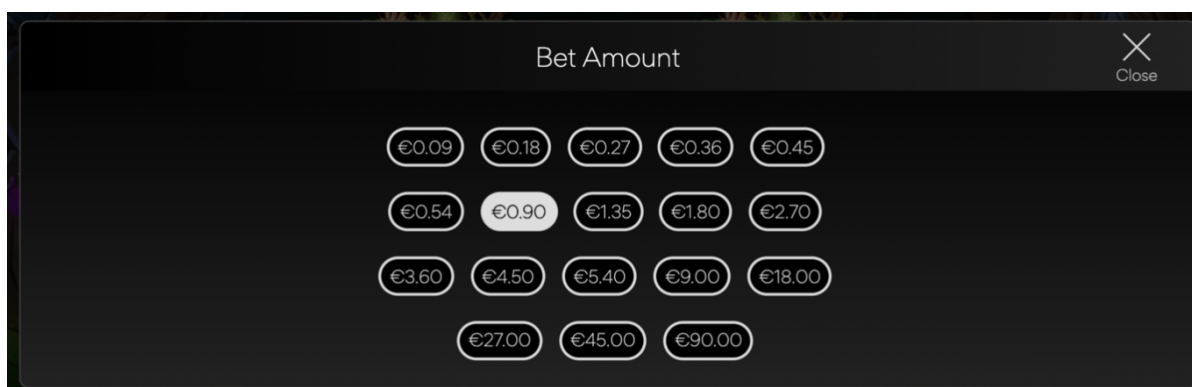 Bet Amount
Close
€0.09 €0.18 €0.27 €0.36 €0.45
€0.54 €0.90 €1.35 €1.80 €2.70
€3.60 €4.50 €5.40 €9.00 €18.00
€27.00 €45.00 €90.00